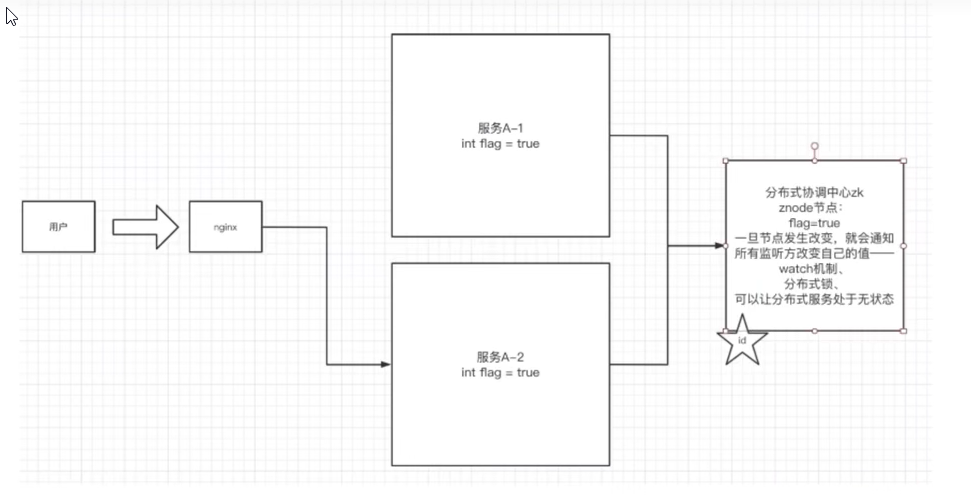 用户
nginx
服务A-1
int flag = true
服务A-2
int flag = true
分布式协调中心zk
znode节点：
flag=true
一旦节点发生改变，就会通知
所有监听方改变自己的值——
watch机制、
分布式锁、
可以让分布式服务处于无状态
id